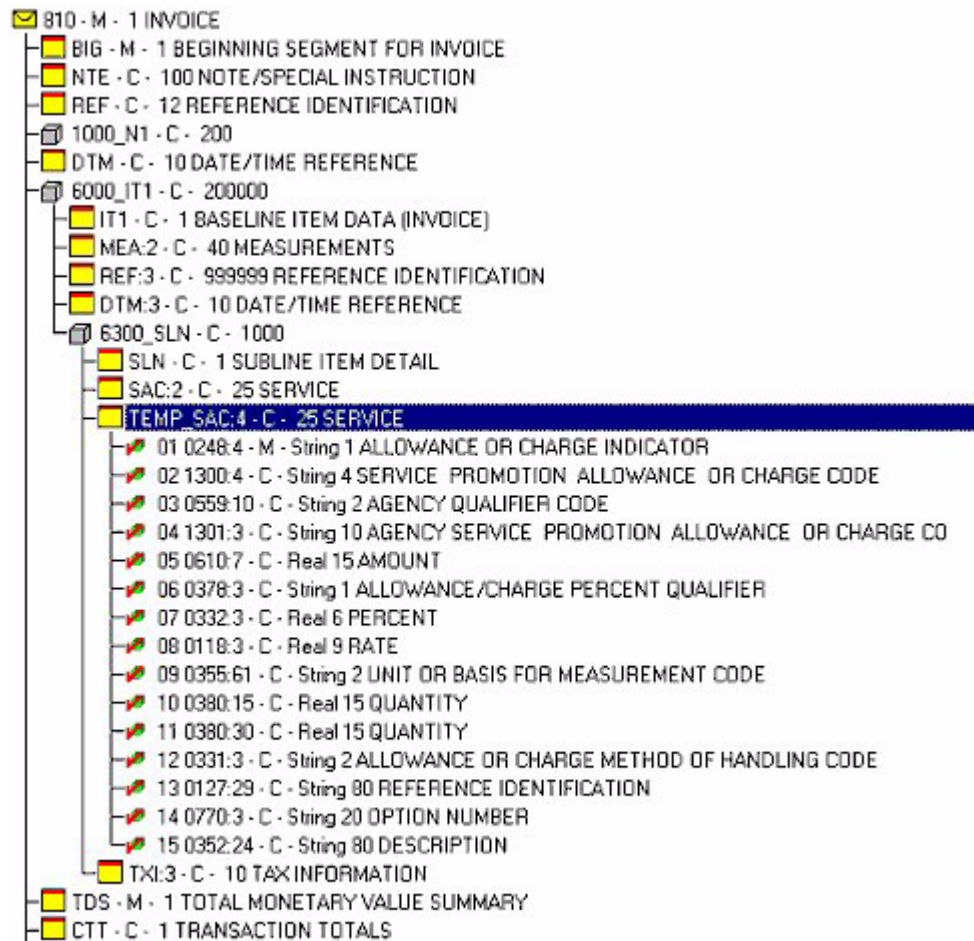 810 - M - 1 INVOICE
BIG - M - 1 BEGINNING SEGMENT FOR INVOICE
NTE - C - 100 NOTE/SPECIAL INSTRUCTION
REF - C - 12 REFERENCE IDENTIFICATION
1000_N1 - C - 200
DTM - C - 10 DATE/TIME REFERENCE
6000_IT1 - C - 200000
IT1 - C - 1 BASELINE ITEM DATA (INVOICE)
MEA:2 - C - 40 MEASUREMENTS
REF:3 - C - 999999 REFERENCE IDENTIFICATION
DTM:3 - C - 10 DATE/TIME REFERENCE
6300_SLN - C - 1000
SLN - C - 1 SUBLINE ITEM DETAIL
SAC:2 - C - 25 SERVICE
TEMP_SAC:4 - C - 25 SERVICE
01 0248:4 - M - String 1 ALLOWANCE OR CHARGE INDICATOR
02 1300:4 - C - String 4 SERVICE PROMOTION ALLOWANCE OR CHARGE CODE
03 0559:10 - C - String 2 AGENCY QUALIFIER CODE
04 1301:3 - C - String 10 AGENCY SERVICE PROMOTION ALLOWANCE OR CHARGE CO
05 0610:7 - C - Real 15 AMOUNT
06 0378:3 - C - String 1 ALLOWANCE/CHARGE PERCENT QUALIFIER
07 0332:3 - C - Real 6 PERCENT
08 0118:3 - C - Real 9 RATE
09 0355:61 - C - String 2 UNIT OR BASIS FOR MEASUREMENT CODE
10 0380:15 - C - Real 15 QUANTITY
11 0380:30 - C - Real 15 QUANTITY
12 0331:3 - C - String 2 ALLOWANCE OR CHARGE METHOD OF HANDLING CODE
13 0127:29 - C - String 80 REFERENCE IDENTIFICATION
14 0770:3 - C - String 20 OPTION NUMBER
15 0352:24 - C - String 80 DESCRIPTION
TXI:3 - C - 10 TAX INFORMATION
TDS - M - 1 TOTAL MONETARY VALUE SUMMARY
CTT - C - 1 TRANSACTION TOTALS